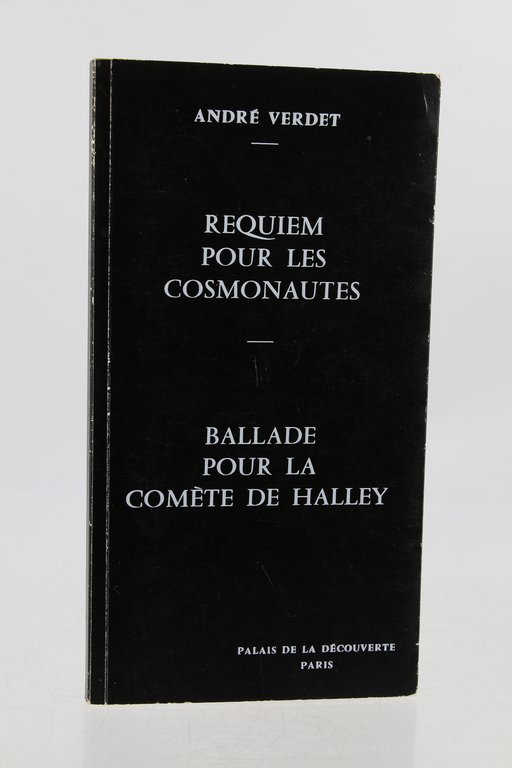 ANDRÉ VERDET
REQUIEM
POUR LES
COSMONAUTES
BALLADE
POUR LA
COMÈTE DE HALLEY
PALAIS DE LA DÉCOUVERTE
PARIS